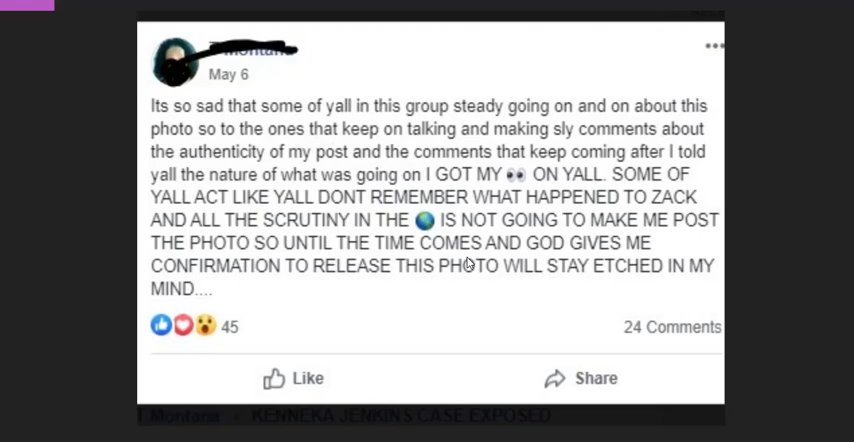 T Montana
May 6
Its so sad that some of yall in this group steady going on and on about this
photo so to the ones that keep on talking and making sly comments about
the authenticity of my post and the comments that keep coming after I told
yall the nature of what was going on I GOT MY 👀 ON YALL. SOME OF
YALL ACT LIKE YALL DONT REMEMBER WHAT HAPPENED TO ZACK
AND ALL THE SCRUTINY IN THE 🌎 IS NOT GOING TO MAKE ME POST
THE PHOTO SO UNTIL THE TIME COMES AND GOD GIVES ME
CONFIRMATION TO RELEASE THIS PHOTO WILL STAY ETCHED IN MY
MIND....
45
24 Comments
Like
Share
T Montana · KENNEKA JENKINS CASE EXPOSED